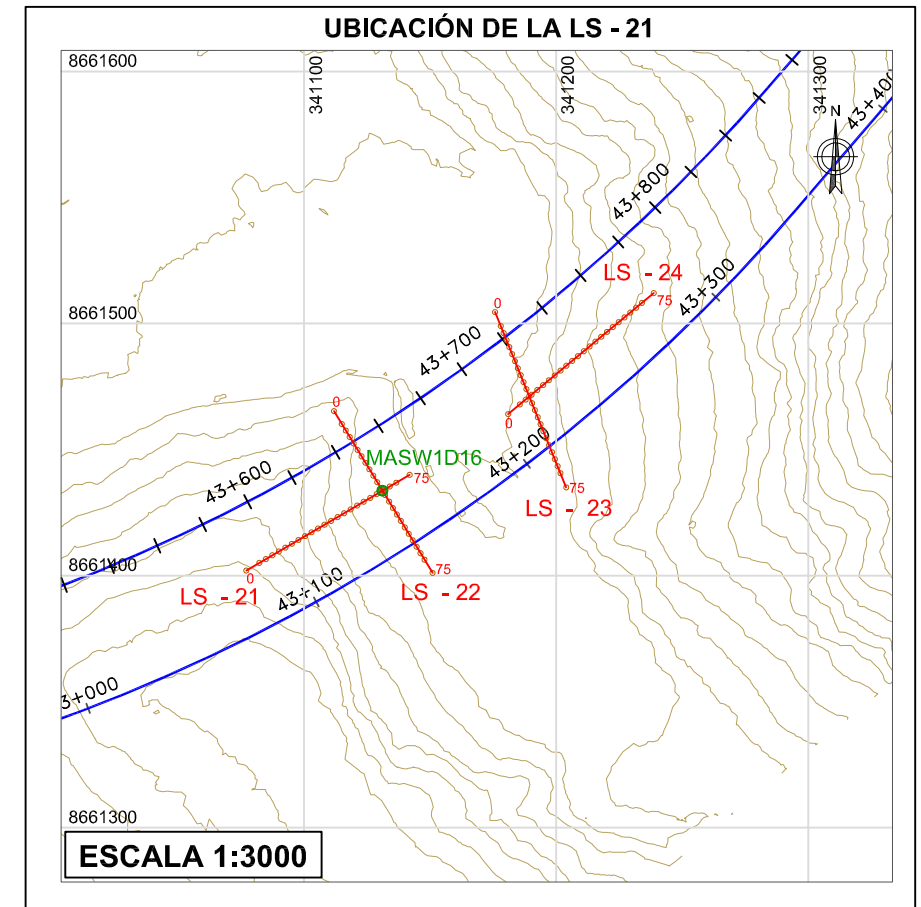 UBICACIÓN DE LA LS - 21
8661600
341100
341200
341300
N
43+400
43+800
LS - 24
43+300
75
0
8661500
43+700
0
0
43+200
MASW1D16
75
43+600
75
LS - 23
8661400
0
75
LS - 21
43+100
LS - 22
3+000
8661300
ESCALA 1:3000